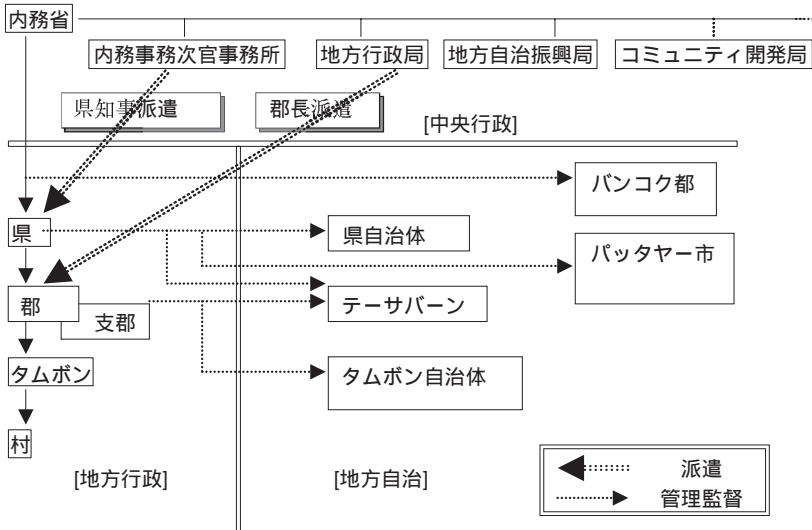 内務省
内務事務次官事務所
地方行政局
地方自治振興局
コミュニティ開発局
県知事派遣
郡長派遣
[中央行政]
バンコク都
県
県自治体
パッタヤー市
郡
支郡
テーサバーン
タムボン
タムボン自治体
村
[地方行政]
[地方自治]
派遣
管理監督